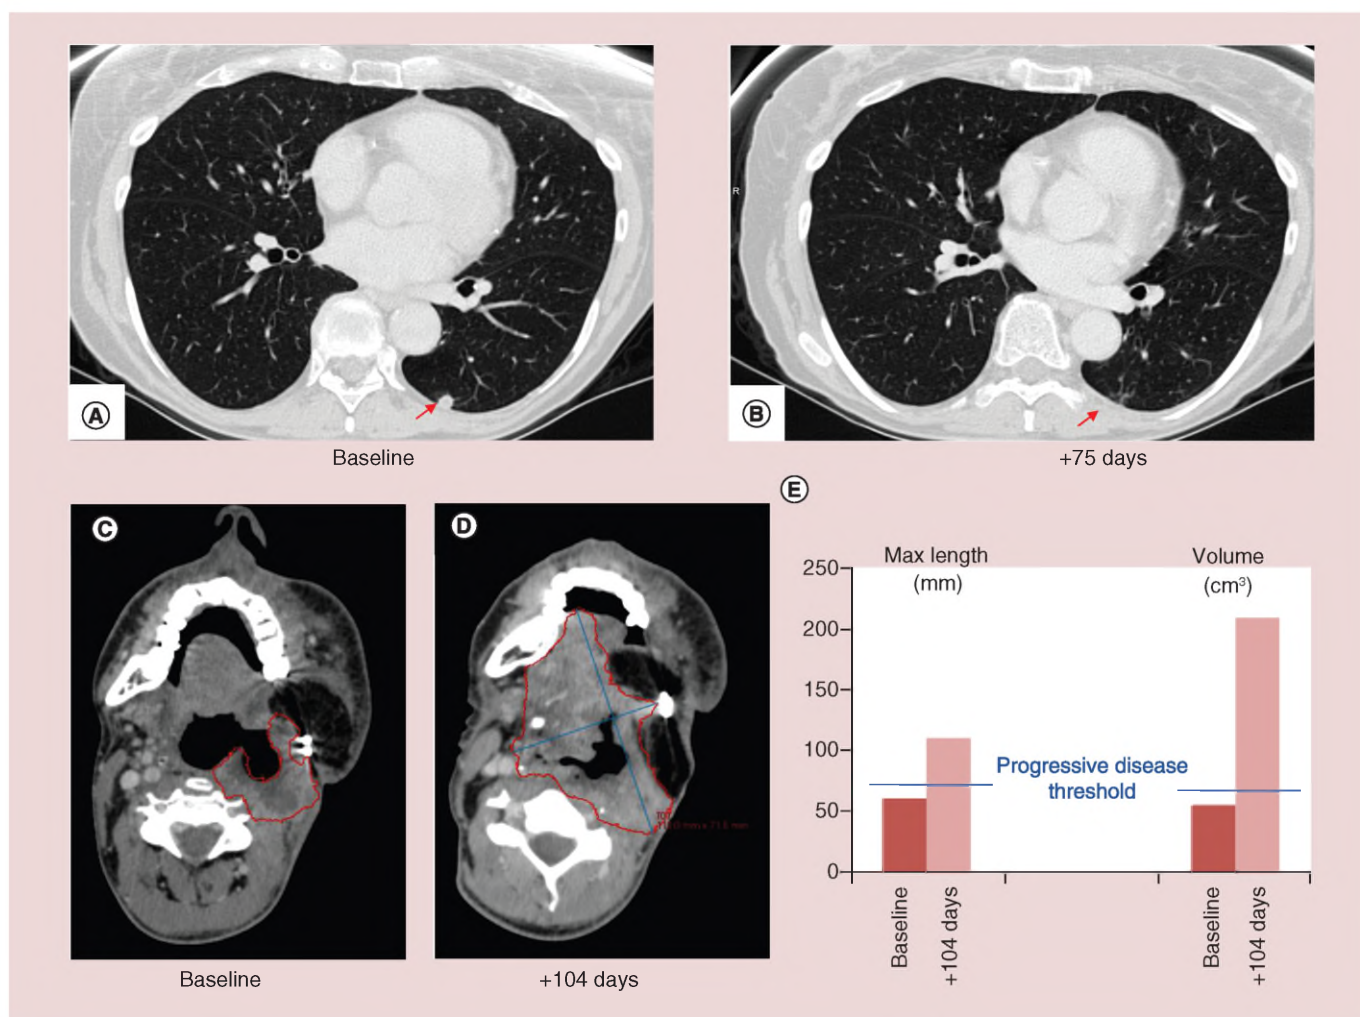 R
A
B
Baseline
+75 days
C
D
E
Max length
(mm)
Volume
(cm³)
250
200
150
100
50
0
Progressive disease
threshold
Baseline
+104 days
Baseline
+104 days
Baseline
+104 days